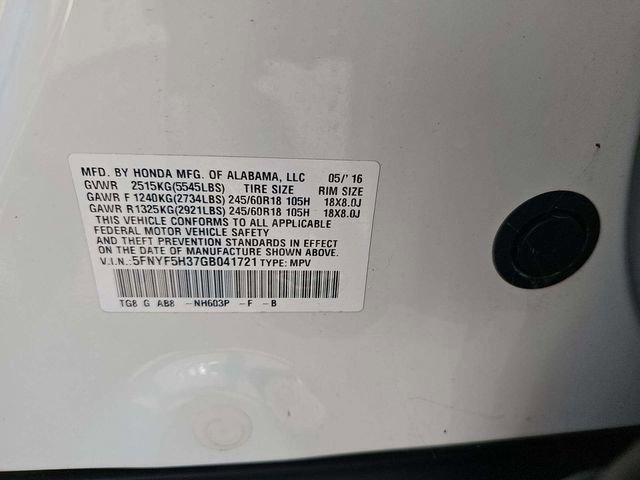 MFD. BY HONDA MFG. OF ALABAMA, LLC 05/' 16
GVWR 2515KG(5545LBS) TIRE SIZE RIM SIZE
GAWR F 1240KG(2734LBS) 245/60R18 105H 18X8.0J
GAWR R 1325KG(2921LBS) 245/60R18 105H 18X8.0J
THIS VEHICLE CONFORMS TO ALL APPLICABLE
FEDERAL MOTOR VEHICLE SAFETY
AND THEFT PREVENTION STANDARDS IN EFFECT
ON THE DATE OF MANUFACTURE SHOWN ABOVE.
V.I.N.: 5FNYF5H37GB041721 TYPE: MPV
TG8 G AB8 -NH603P -F -B